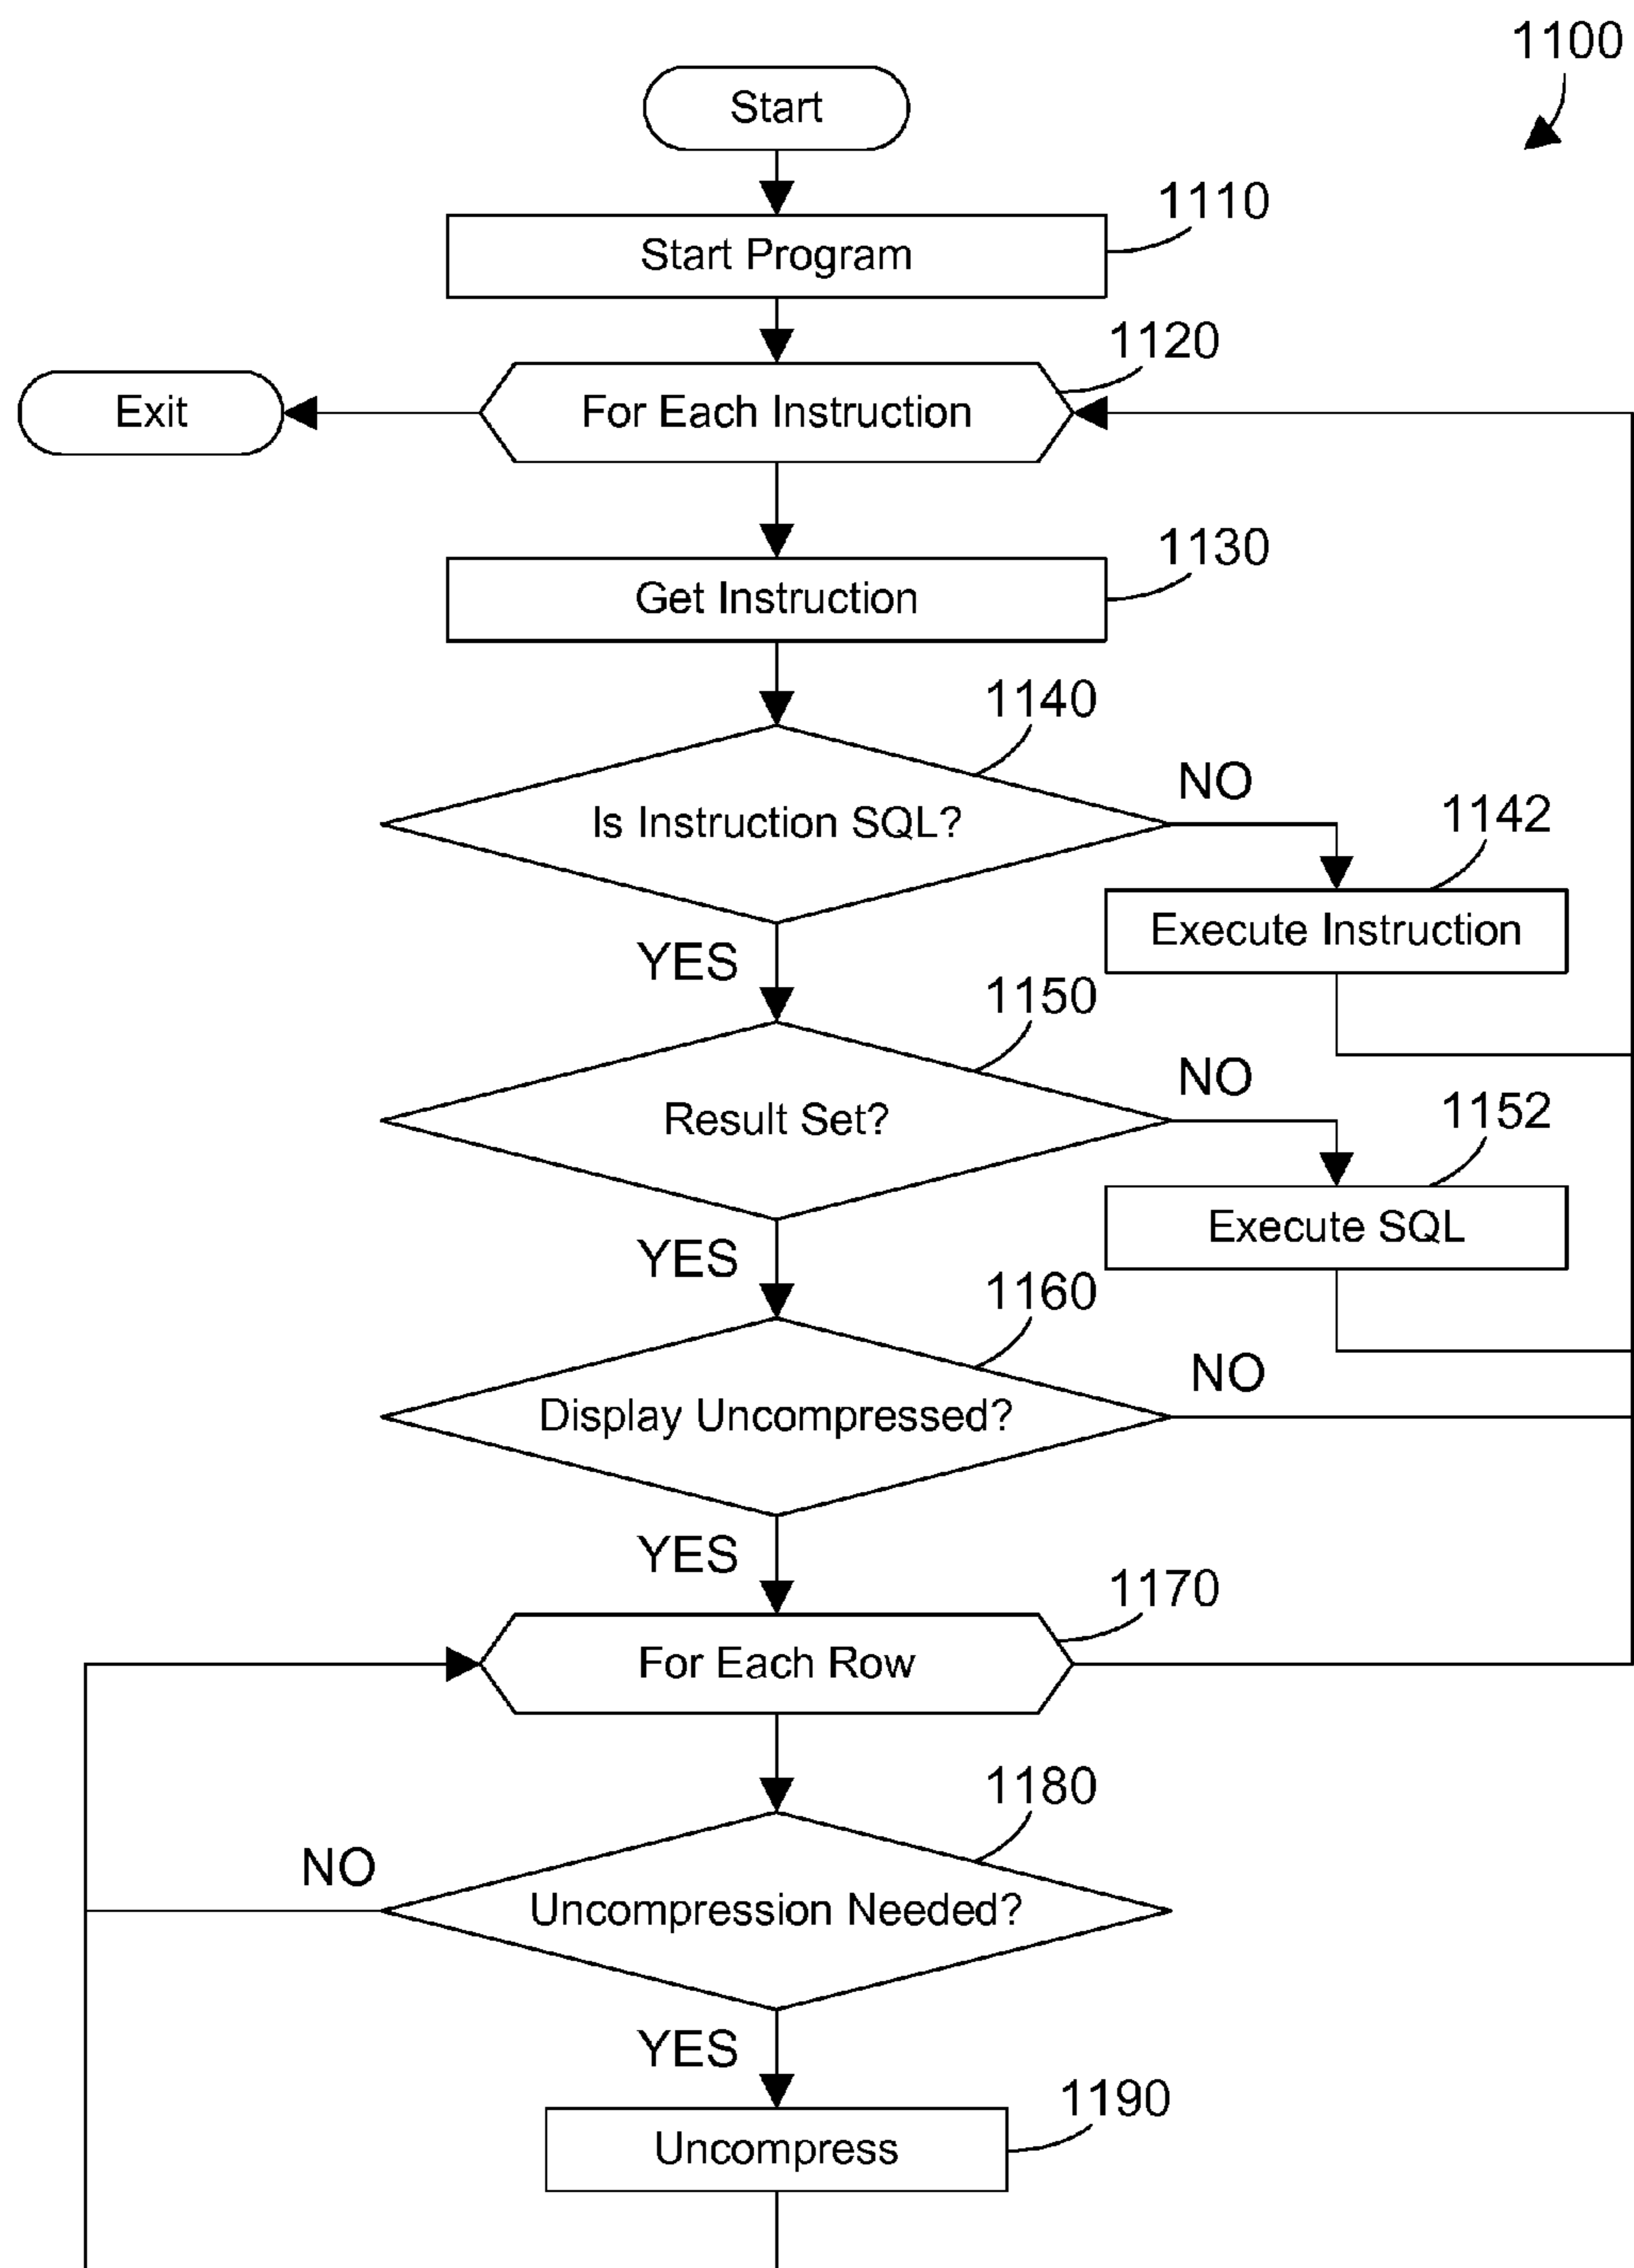 1100
Start
1110
Start Program
1120
Exit
For Each Instruction
1130
Get Instruction
1140
NO
1142
Is Instruction SQL?
Execute Instruction
YES
1150
NO
1152
Result Set?
Execute SQL
YES
1160
NO
Display Uncompressed?
YES
1170
For Each Row
1180
NO
Uncompression Needed?
YES
1190
Uncompress